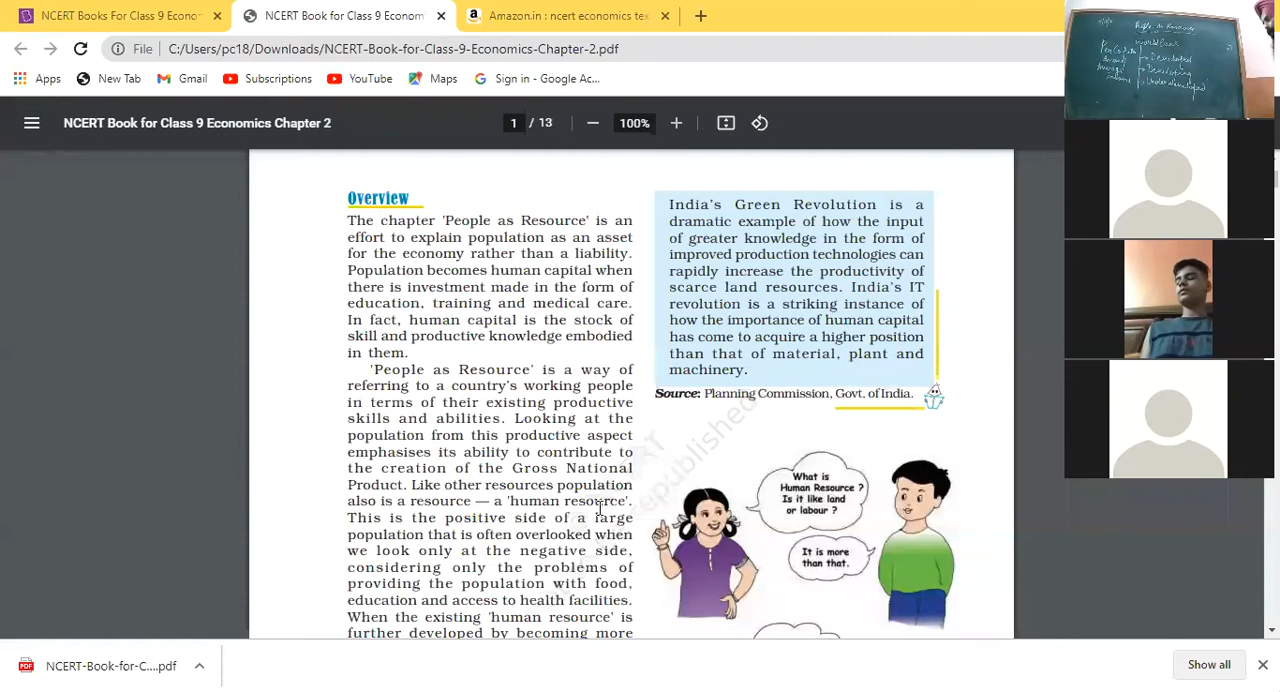 NCERT Books For Class 9 Econo
NCERT Book for Class 9 Econom
Amazon.in : ncert economics tex
File
C:/Users/pc18/Downloads/NCERT-Book-for-Class-9-Economics-Chapter-2.pdf
Apps
New Tab
Gmail
Subscriptions
YouTube
Maps
Sign in - Google Ac...
NCERT Book for Class 9 Economics Chapter 2
1 / 13
100%
Overview
The chapter 'People as Resource' is an
effort to explain population as an asset
for the economy rather than a liability.
Population becomes human capital when
there is investment made in the form of
education, training and medical care.
In fact, human capital is the stock of
skill and productive knowledge embodied
in them.
'People as Resource' is a way of
referring to a country's working people
in terms of their existing productive
skills and abilities. Looking at the
population from this productive aspect
emphasises its ability to contribute to
the creation of the Gross National
Product. Like other resources population
also is a resource — a 'human resource'.
This is the positive side of a large
population that is often overlooked when
we look only at the negative side,
considering only the problems of
providing the population with food,
education and access to health facilities.
When the existing 'human resource' is
further developed by becoming more
India's Green Revolution is a
dramatic example of how the input
of greater knowledge in the form of
improved production technologies can
rapidly increase the productivity of
scarce land resources. India's IT
revolution is a striking instance of
how the importance of human capital
has come to acquire a higher position
than that of material, plant and
machinery.
Source: Planning Commission, Govt. of India.
What is
Human Resource ?
Is it like land
or labour ?
It is more
than that.
People as Resource
World Bank
Per Capita
Developed
Developing
Underdeveloped
income
NCERT-Book-for-C....pdf
Show all